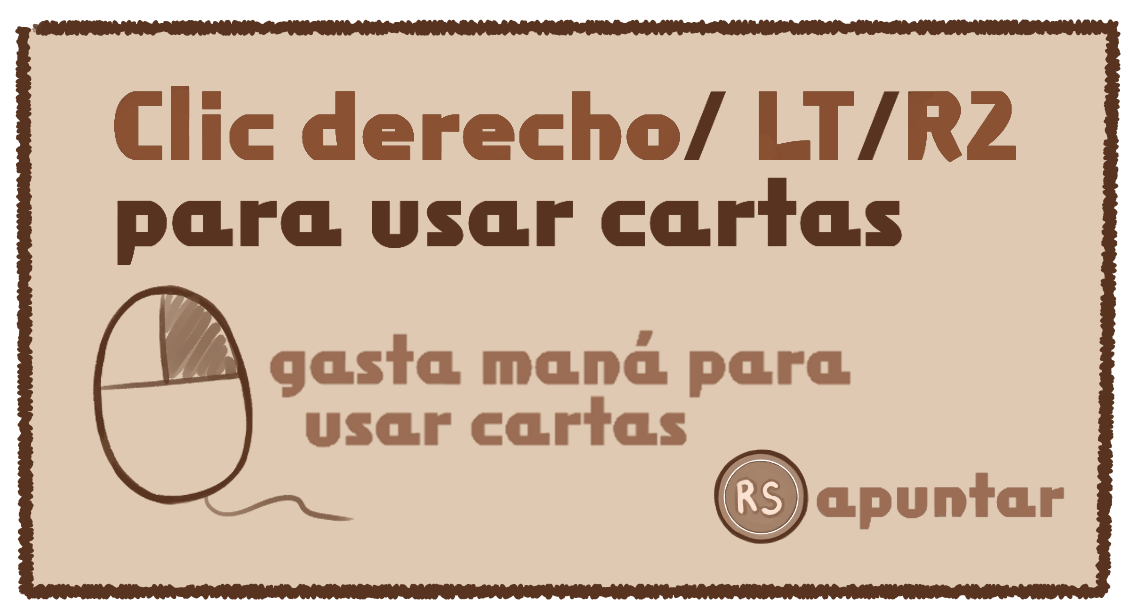 Clic derecho/ LT/R2
para usar cartas
gasta maná para
usar cartas
RS apuntar